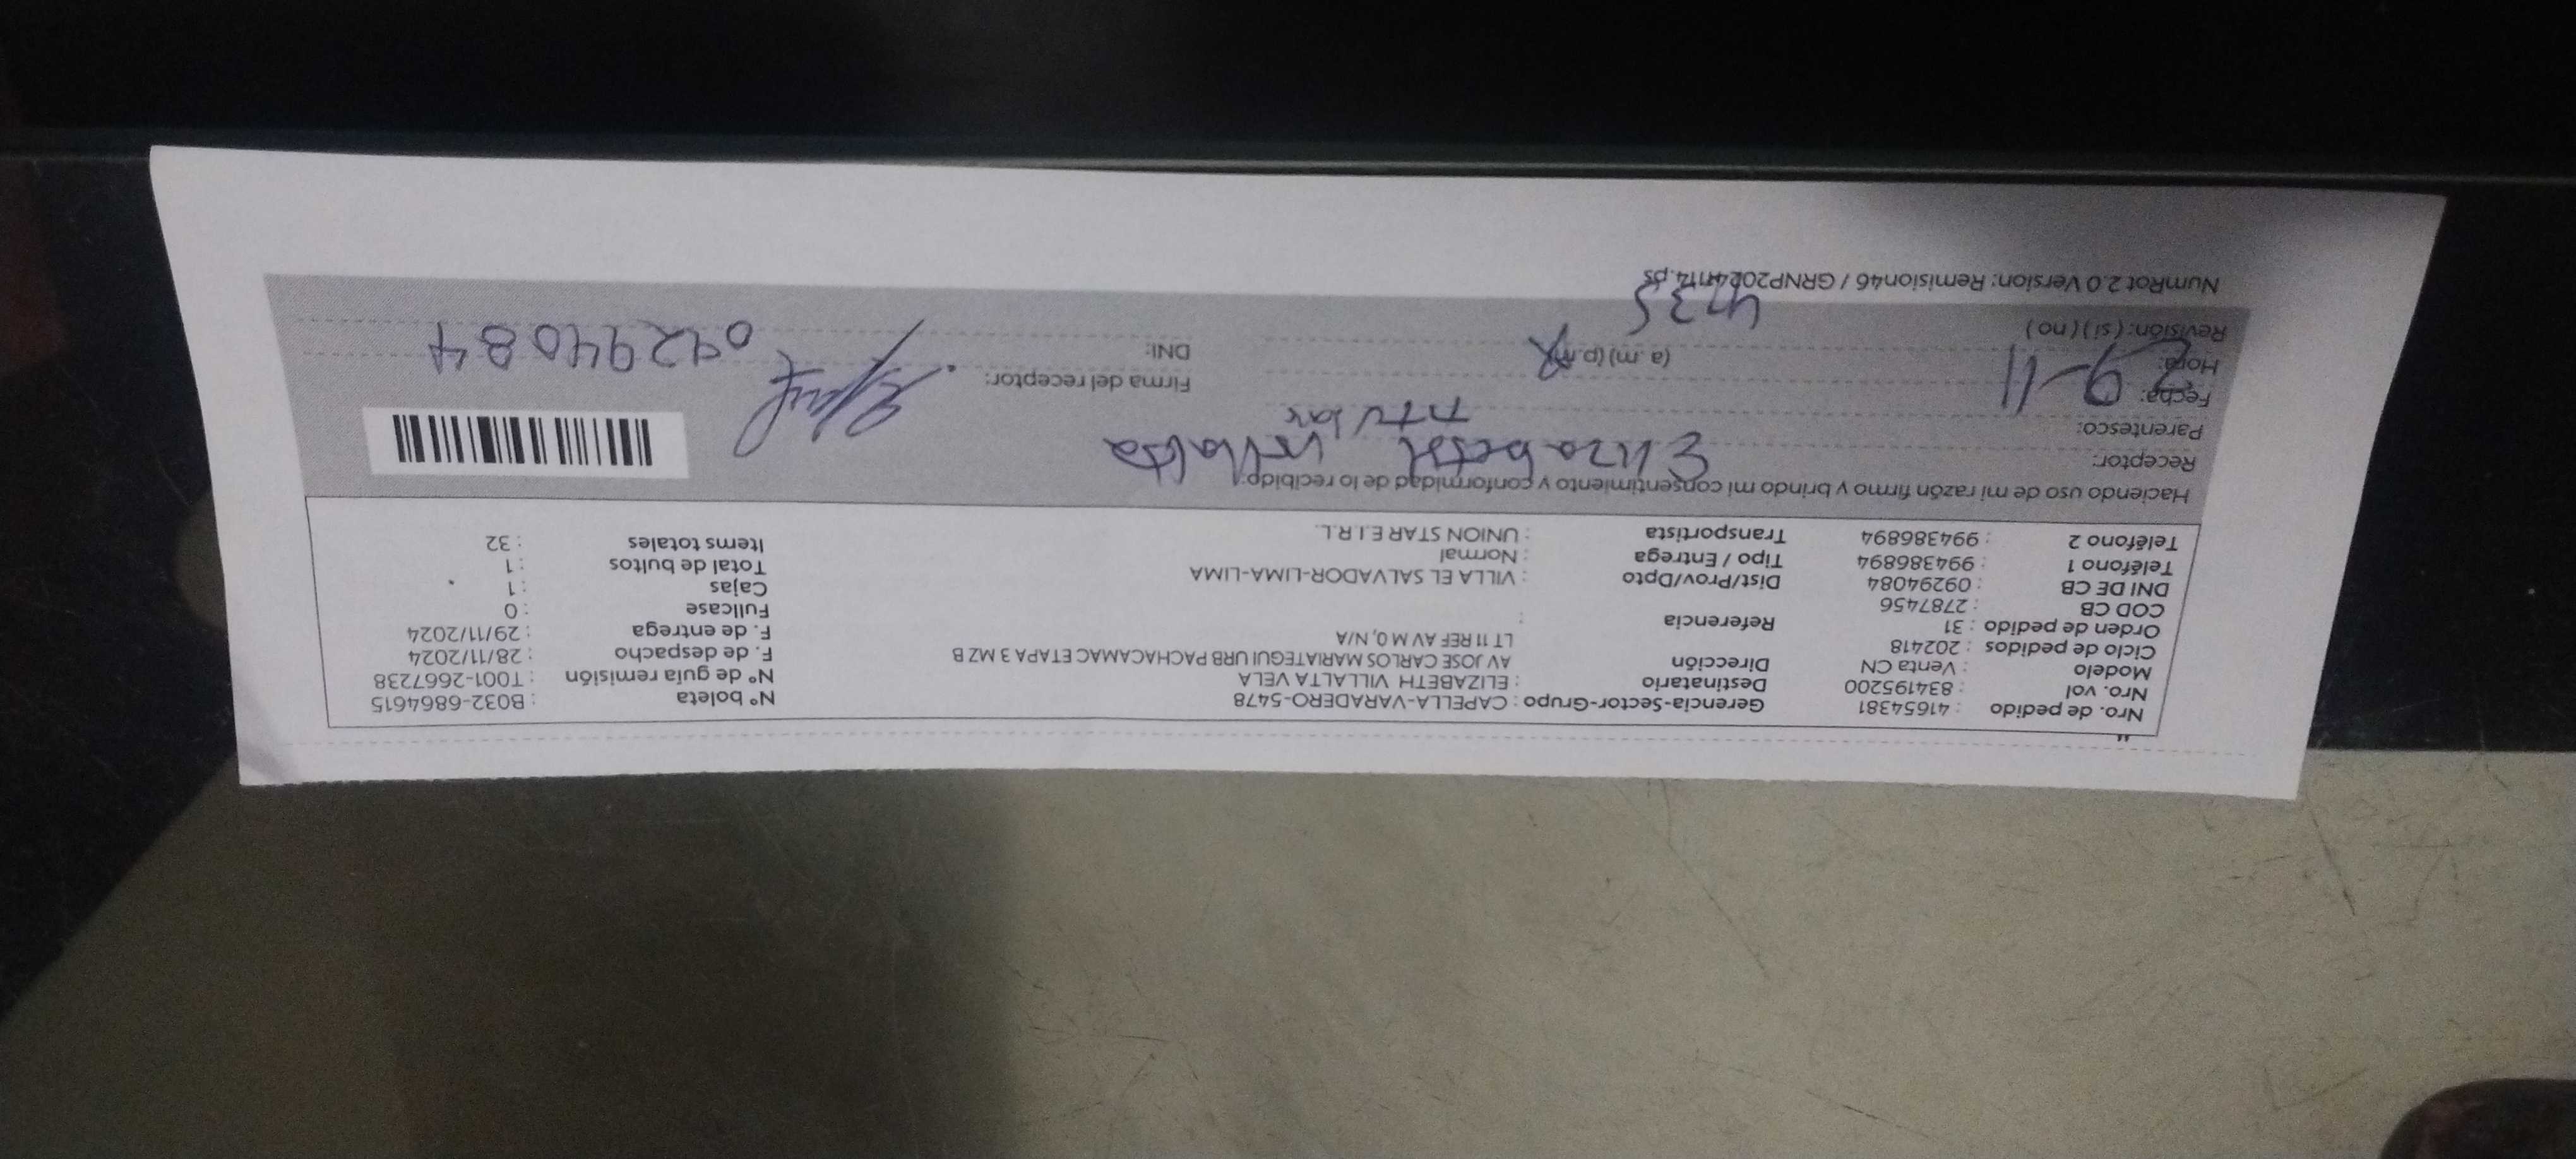 Nro. de pedido : 41654381 Gerencia-Sector-Grupo : CAPELLA-VARADERO-5478 N° boleta : B032-6864615
Nro. vol : 834195200 Destinatario : ELIZABETH VILLALTA VELA N° de guía remisión : T001-2667238
Modelo : Venta CN Dirección AV JOSE CARLOS MARIATEGUI URB PACHACAMAC ETAPA 3 MZ B F. de despacho : 28/11/2024
Ciclo de pedidos : 202418 LT 11 REF AV M 0, N/A F. de entrega : 29/11/2024
Orden de pedido : 31 Referencia : Fullcase : 0
COD CB : 2787456 Cajas : 1
DNI DE CB : 09294084 Dist/Prov/Dpto : VILLA EL SALVADOR-LIMA-LIMA Total de bultos : 1
Teléfono 1 : 994386894 Tipo / Entrega : Normal Items totales : 32
Teléfono 2 : 994386894 Transportista : UNION STAR E.I.R.L.
Haciendo uso de mi razón firmo y brindo mi consentimiento y conformidad de lo recibido:
Receptor: Elizabeth Villalta
Parentesco:
Fecha: 29-11 Firma del receptor:
Hora: 4235 (a. m) (p.m) DNI: 09294084
Revisión: ( si ) ( no )
NumRot 2.0 Version: Remision46 / GRNP202411T4.ps